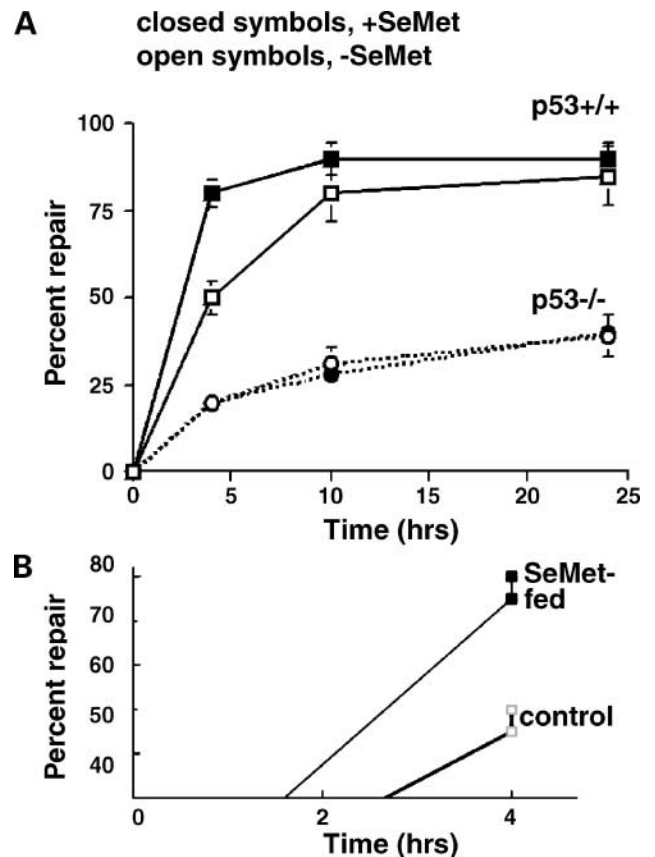 A
closed symbols, +SeMet
open symbols, -SeMet
p53+/+
p53-/-
100
75
50
25
0
Percent repair
0 5 10 15 20 25
Time (hrs)
B
SeMet-
fed
control
80
70
60
50
40
Percent repair
0 2 4
Time (hrs)